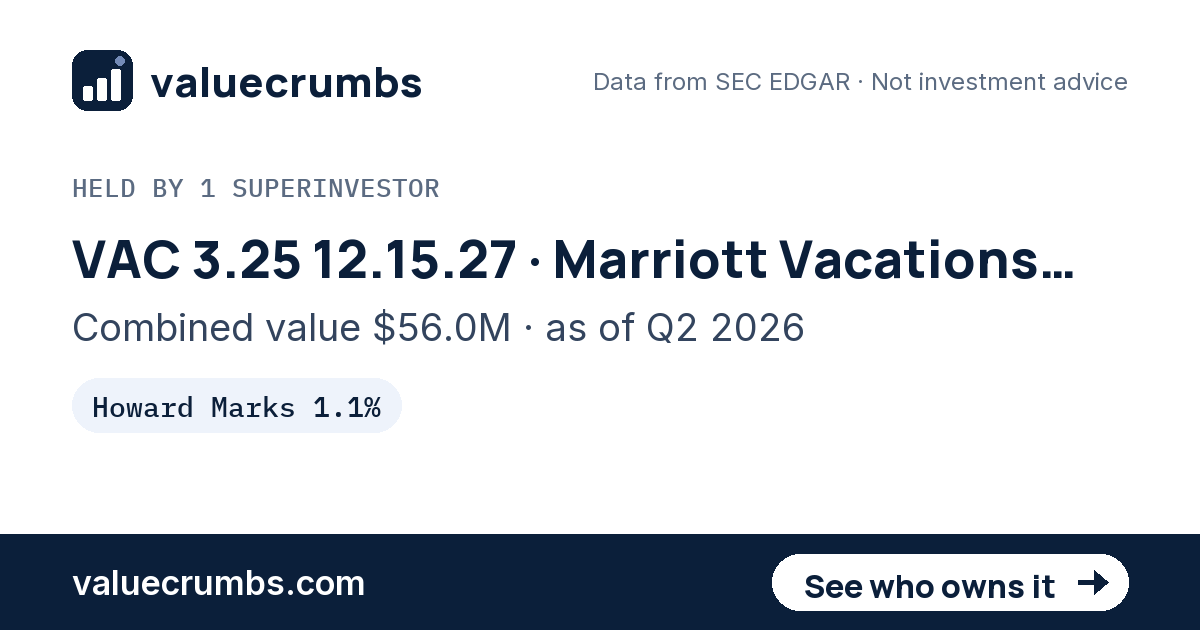 valuecrumbs
Data from SEC EDGAR · Not investment advice
HELD BY 1 SUPERINVESTOR
VAC 3.25 12.15.27 · Marriott Vacations…
Combined value $56.0M · as of Q2 2026
Howard Marks 1.1%
valuecrumbs.com
See who owns it →